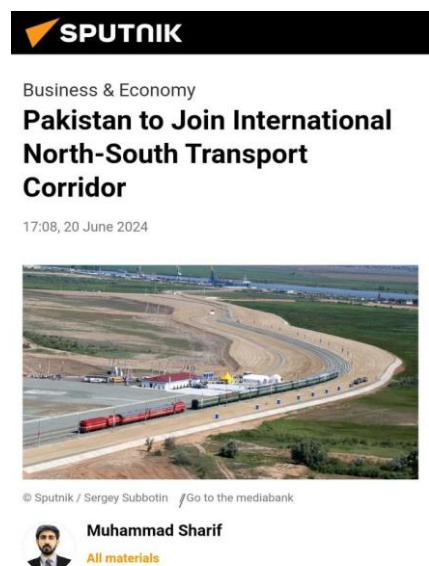 SPUTNIK
Business & Economy
Pakistan to Join International
North-South Transport
Corridor
17:08, 20 June 2024
© Sputnik / Sergey Subbotin /Go to the mediabank
Muhammad Sharif
All materials